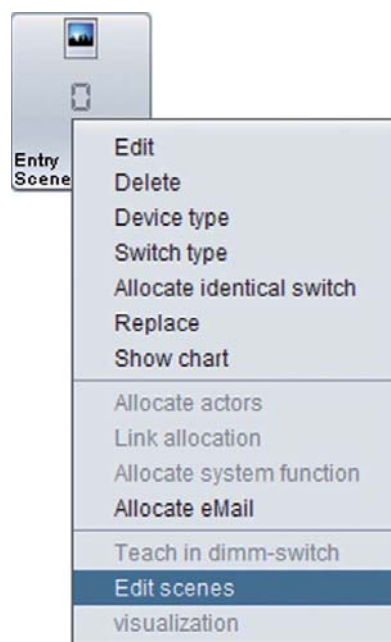 Entry
Scene
Edit
Delete
Device type
Switch type
Allocate identical switch
Replace
Show chart
Allocate actors
Link allocation
Allocate system function
Allocate eMail
Teach in dimm-switch
Edit scenes
visualization